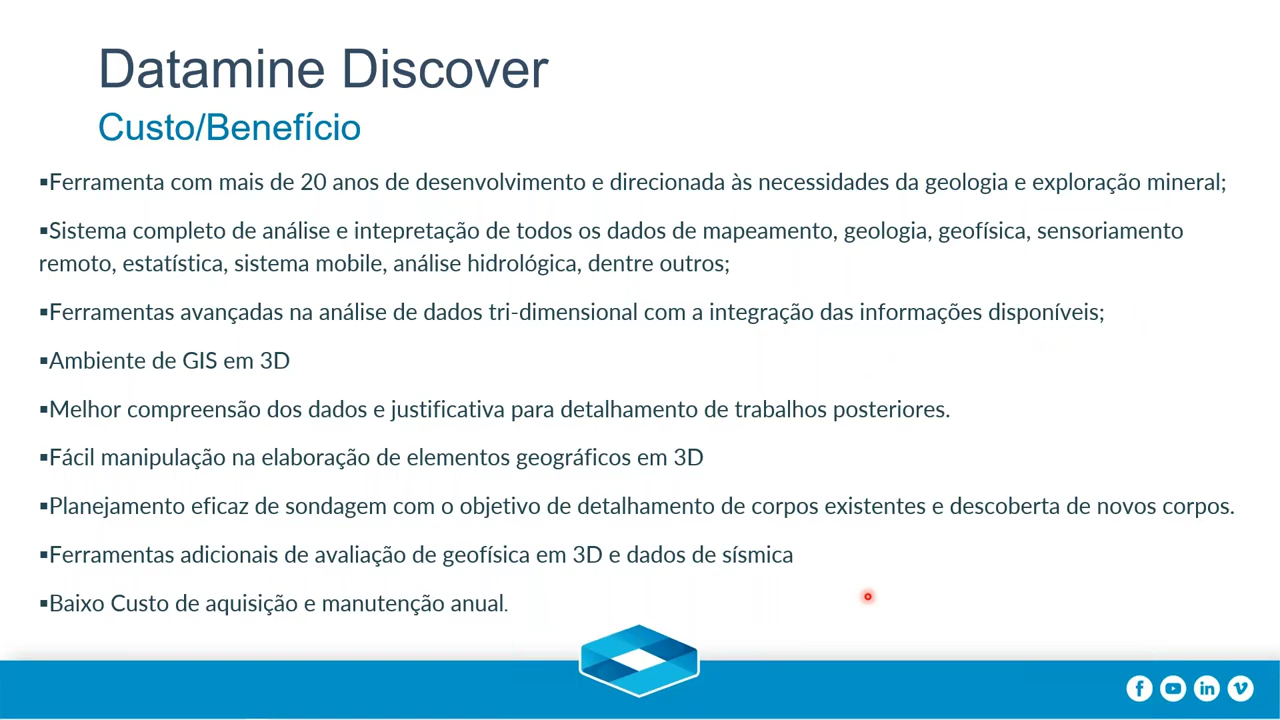 Datamine Discover
Custo/Benefício
▪Ferramenta com mais de 20 anos de desenvolvimento e direcionada às necessidades da geologia e exploração mineral;
▪Sistema completo de análise e intepretação de todos os dados de mapeamento, geologia, geofísica, sensoriamento
remoto, estatística, sistema mobile, análise hidrológica, dentre outros;
▪Ferramentas avançadas na análise de dados tri-dimensional com a integração das informações disponíveis;
▪Ambiente de GIS em 3D
▪Melhor compreensão dos dados e justificativa para detalhamento de trabalhos posteriores.
▪Fácil manipulação na elaboração de elementos geográficos em 3D
▪Planejamento eficaz de sondagem com o objetivo de detalhamento de corpos existentes e descoberta de novos corpos.
▪Ferramentas adicionais de avaliação de geofísica em 3D e dados de sísmica
▪Baixo Custo de aquisição e manutenção anual.